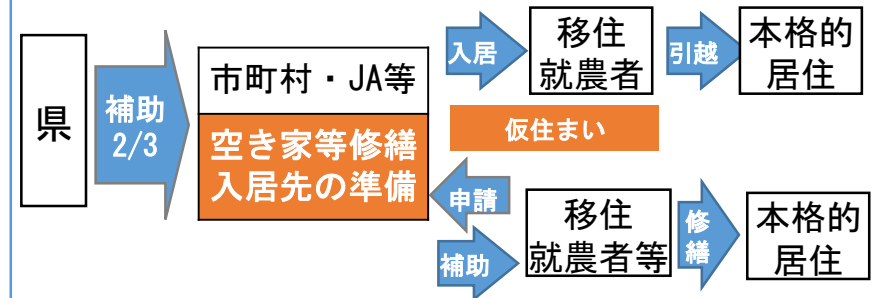 県
補助
2/3
市町村・JA等
空き家等修繕
入居先の準備
入居
移住
就農者
引越
本格的
居住
仮住まい
申請
補助
移住
就農者等
修
繕
本格的
居住